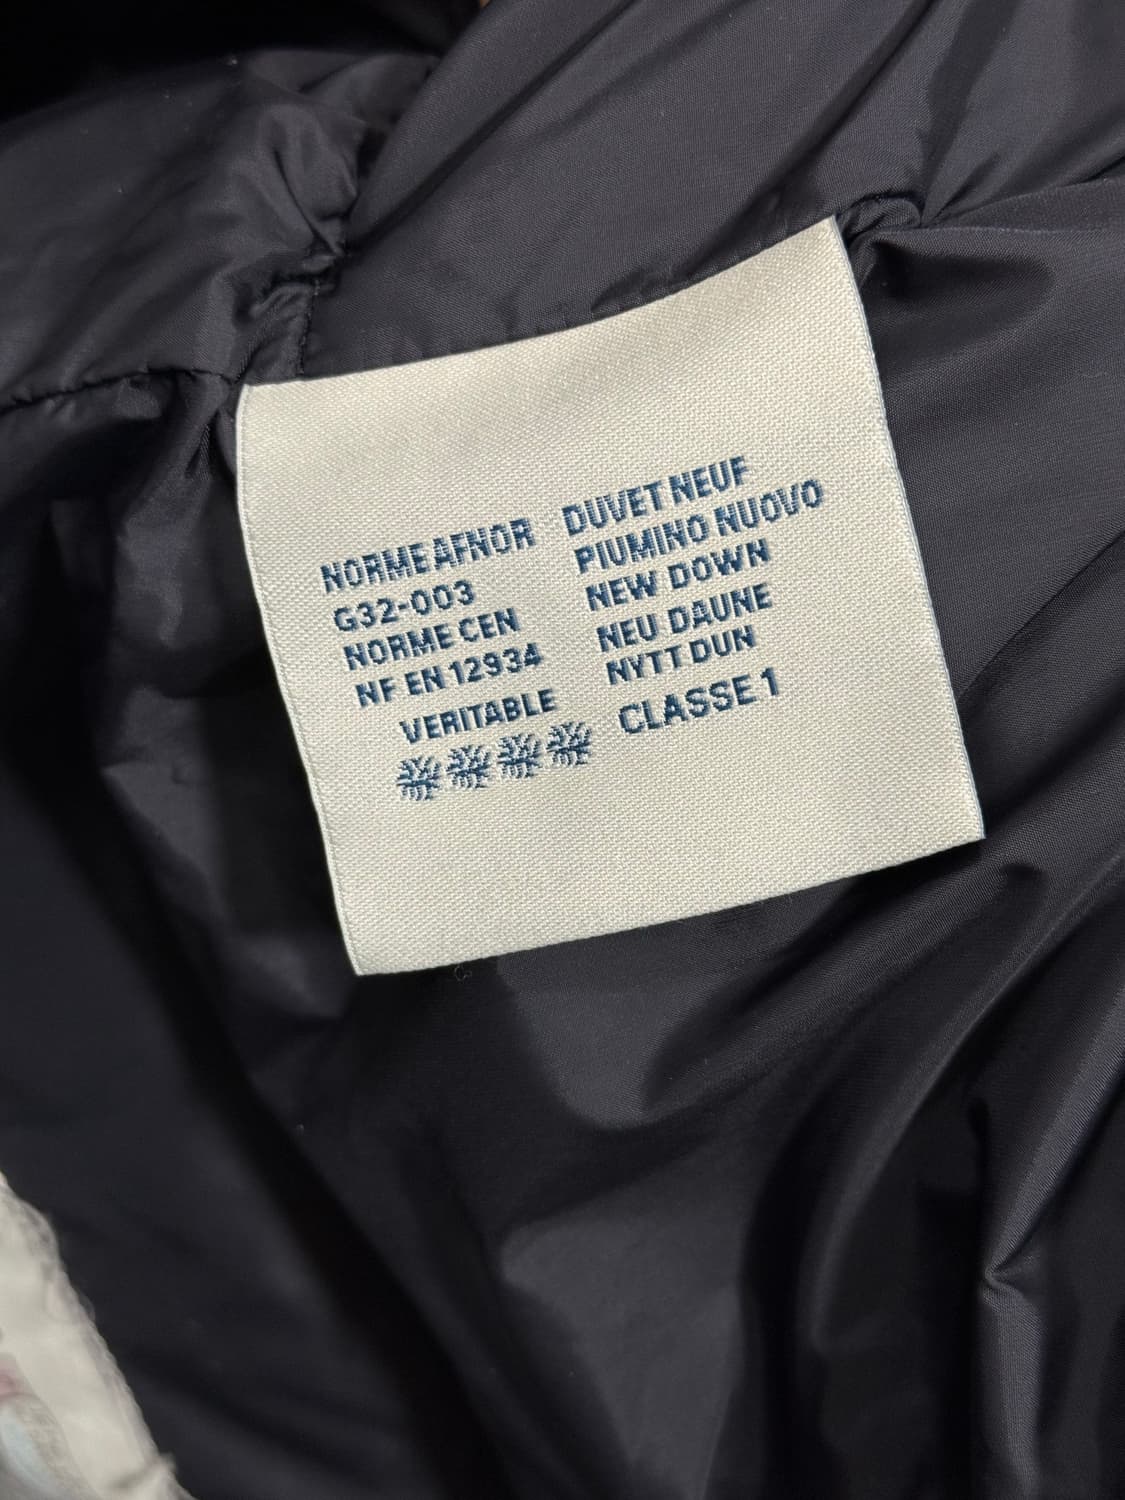 NORME AFNOR
G32-003
NORME CEN
NF EN 12934
VERITABLE
DUVET NEUF
PIUMINO NUOVO
NEW DOWN
NEU DAUNE
NYTT DUN
CLASSE 1